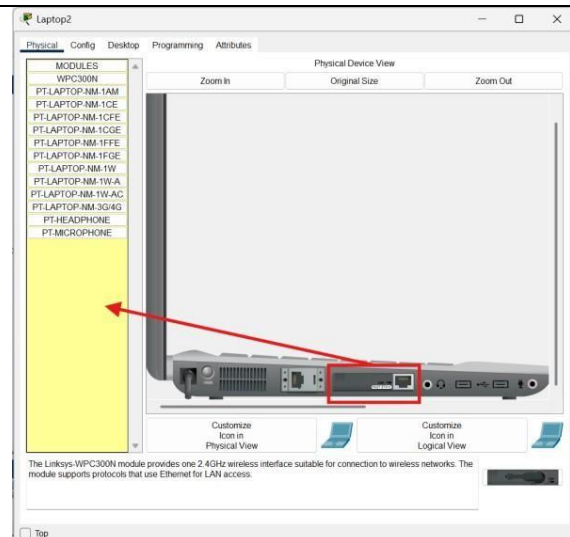 Laptop2
Physical Config Desktop Programming Attributes
MODULES
WPC300N
PT-LAPTOP-NM-1AM
PT-LAPTOP-NM-1CE
PT-LAPTOP-NM-1CFE
PT-LAPTOP-NM-1CGE
PT-LAPTOP-NM-1FFE
PT-LAPTOP-NM-1FGE
PT-LAPTOP-NM-1W
PT-LAPTOP-NM-1W-A
PT-LAPTOP-NM-1W-AC
PT-LAPTOP-NM-3G/4G
PT-HEADPHONE
PT-MICROPHONE
Physical Device View
Zoom In Original Size Zoom Out
Customize
Icon in
Physical View
Customize
Icon in
Logical View
The Linksys-WPC300N module provides one 2.4GHz wireless interface suitable for connection to wireless networks. The
module supports protocols that use Ethernet for LAN access.
Top